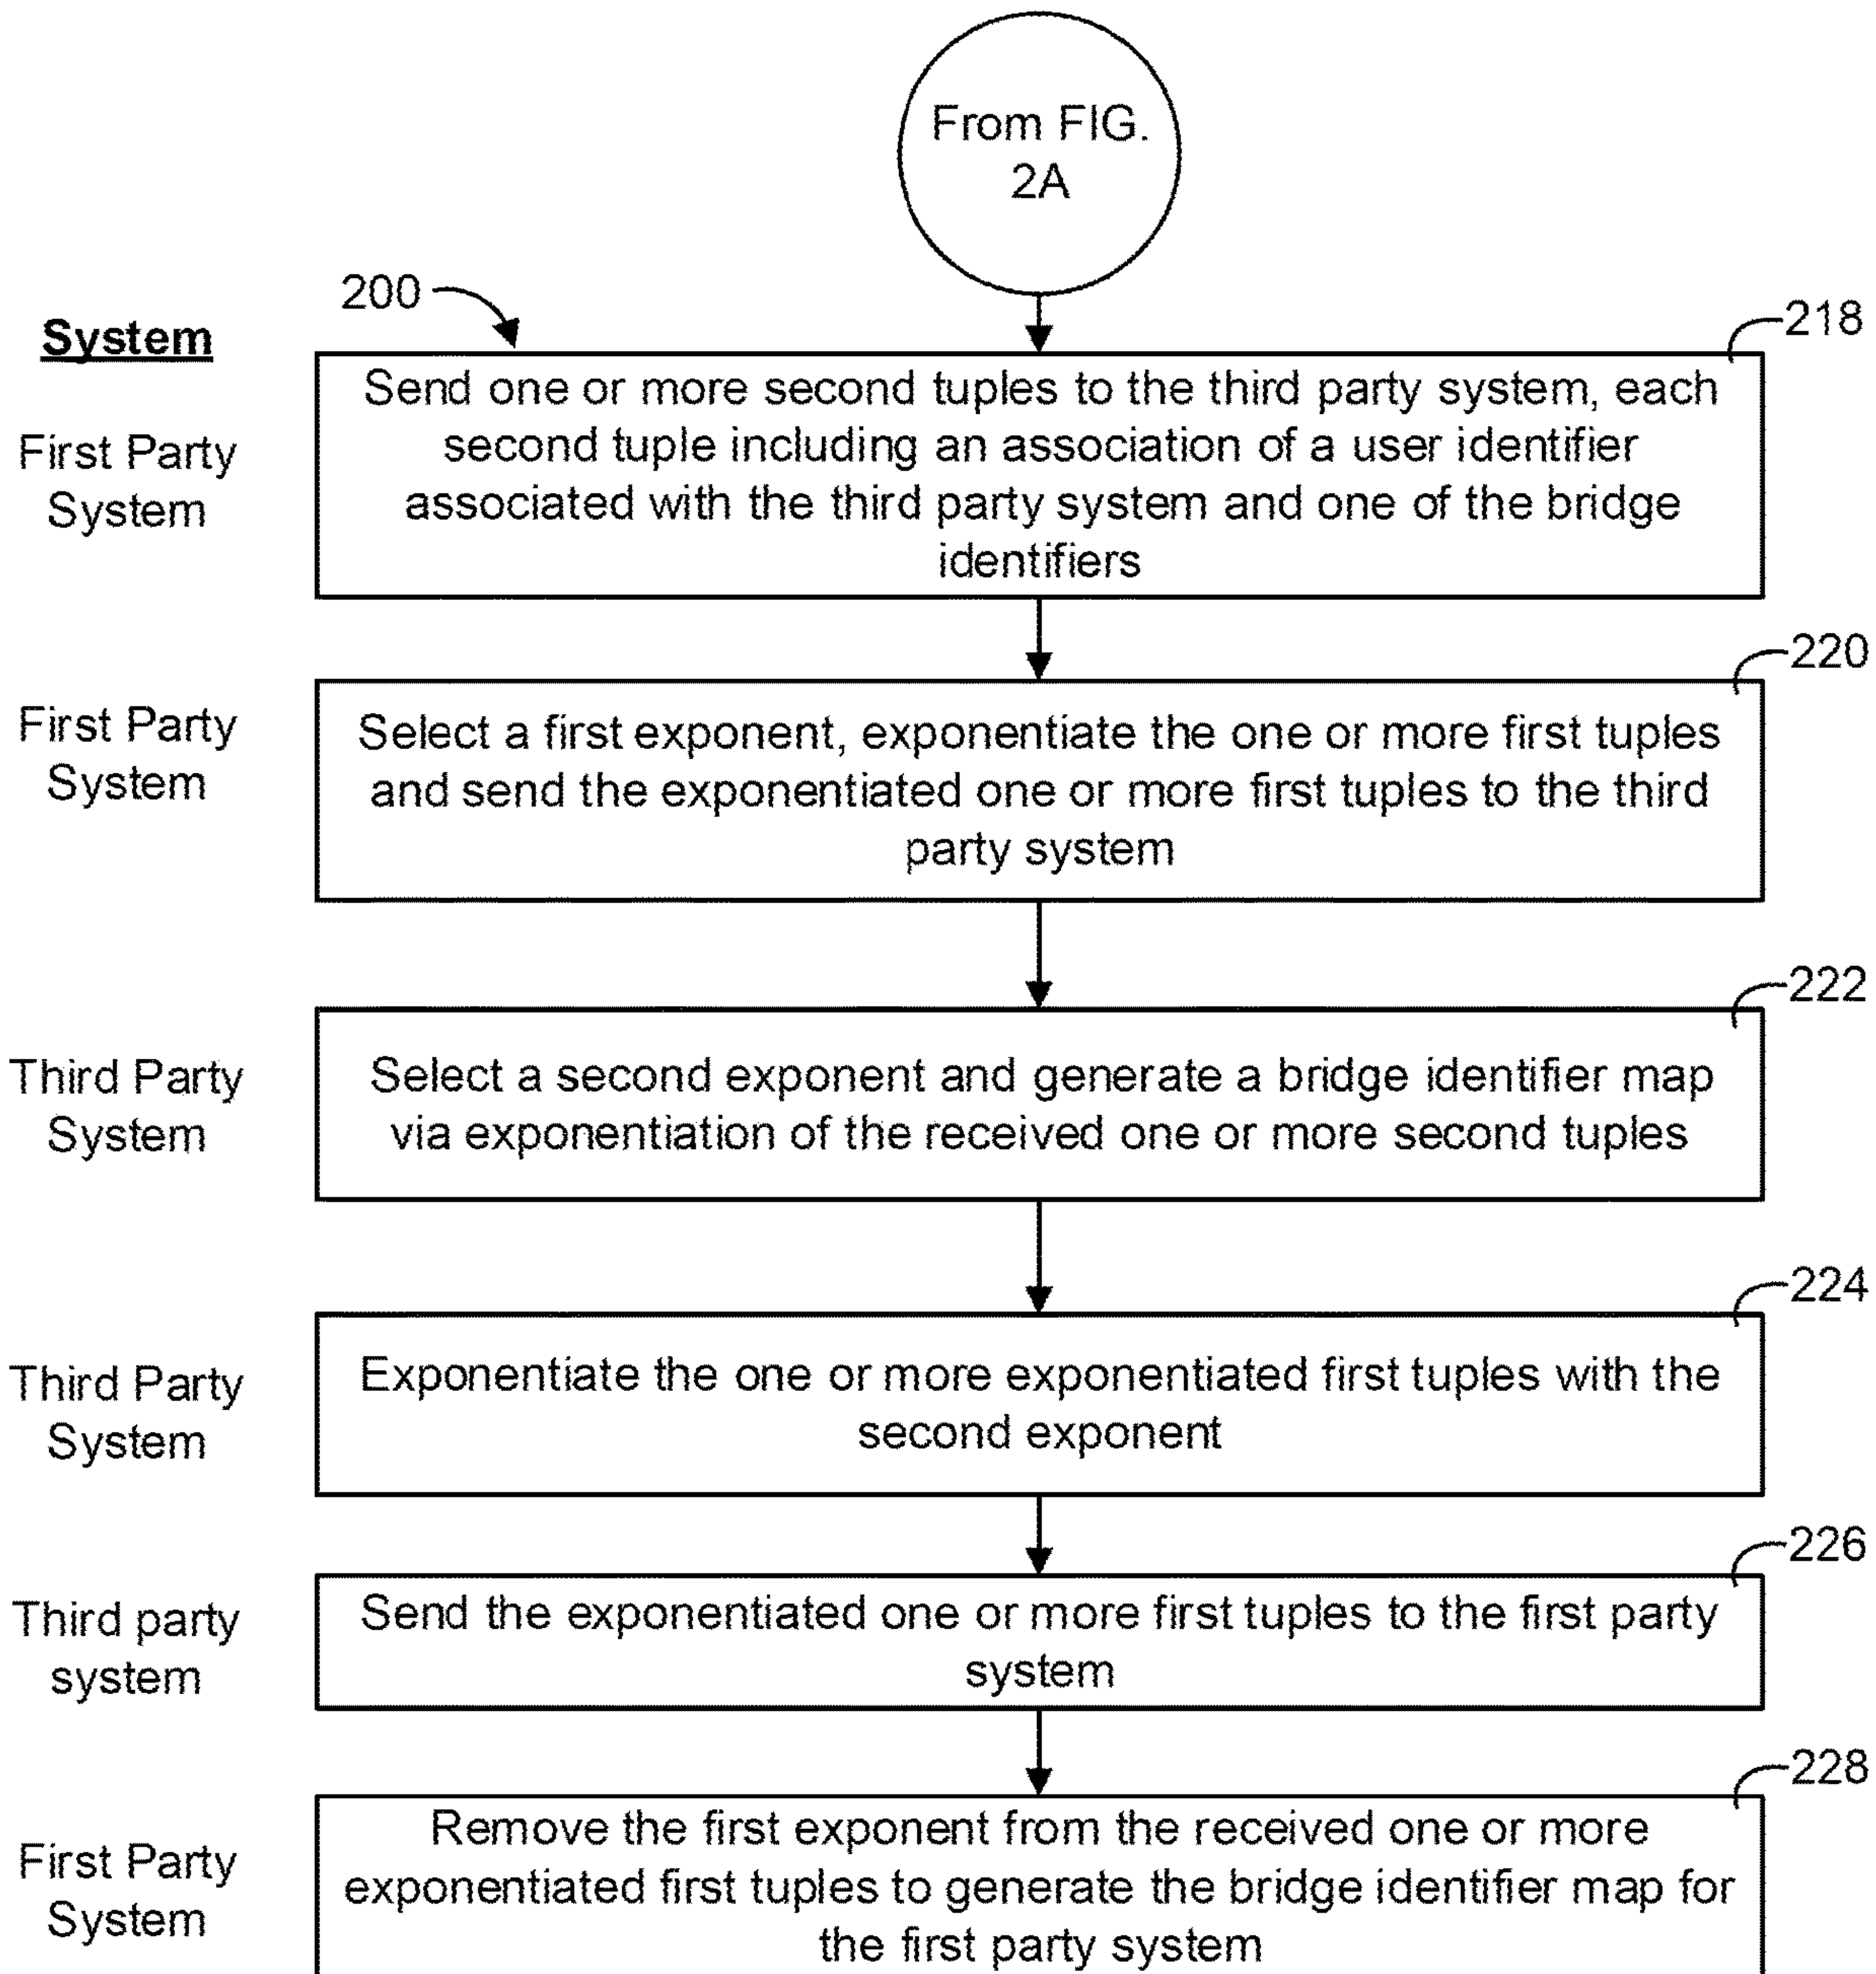 From FIG.
2A
200
System
218
First Party
System
Send one or more second tuples to the third party system, each
second tuple including an association of a user identifier
associated with the third party system and one of the bridge
identifiers
220
First Party
System
Select a first exponent, exponentiate the one or more first tuples
and send the exponentiated one or more first tuples to the third
party system
222
Third Party
System
Select a second exponent and generate a bridge identifier map
via exponentiation of the received one or more second tuples
224
Third Party
System
Exponentiate the one or more exponentiated first tuples with the
second exponent
226
Third party
system
Send the exponentiated one or more first tuples to the first party
system
228
First Party
System
Remove the first exponent from the received one or more
exponentiated first tuples to generate the bridge identifier map for
the first party system